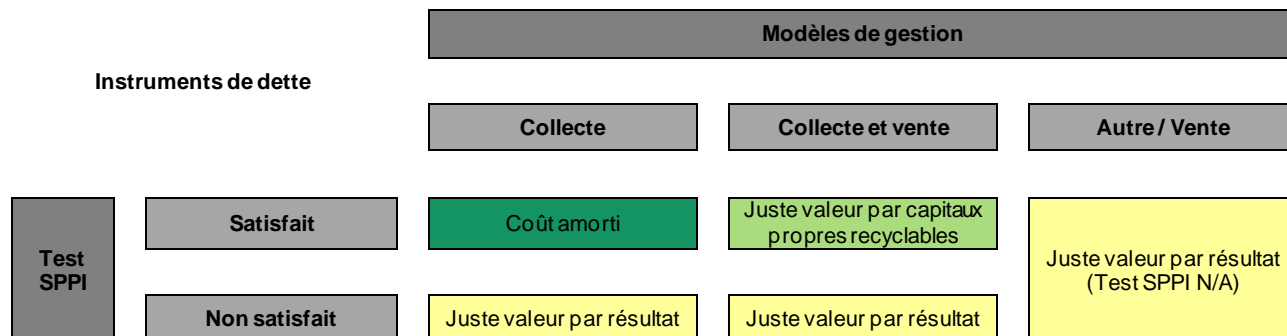 Modèles de gestion
Instruments de dette
Collecte
Collecte et vente
Autre / Vente
Test
SPPI
Satisfait
Coût amorti
Juste valeur par capitaux
propres recyclables
Juste valeur par résultat
(Test SPPI N/A)
Non satisfait
Juste valeur par résultat
Juste valeur par résultat